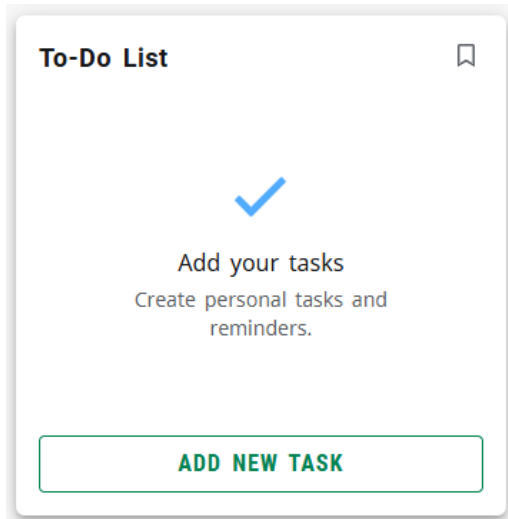 To-Do List
Add your tasks
Create personal tasks and
reminders.
ADD NEW TASK